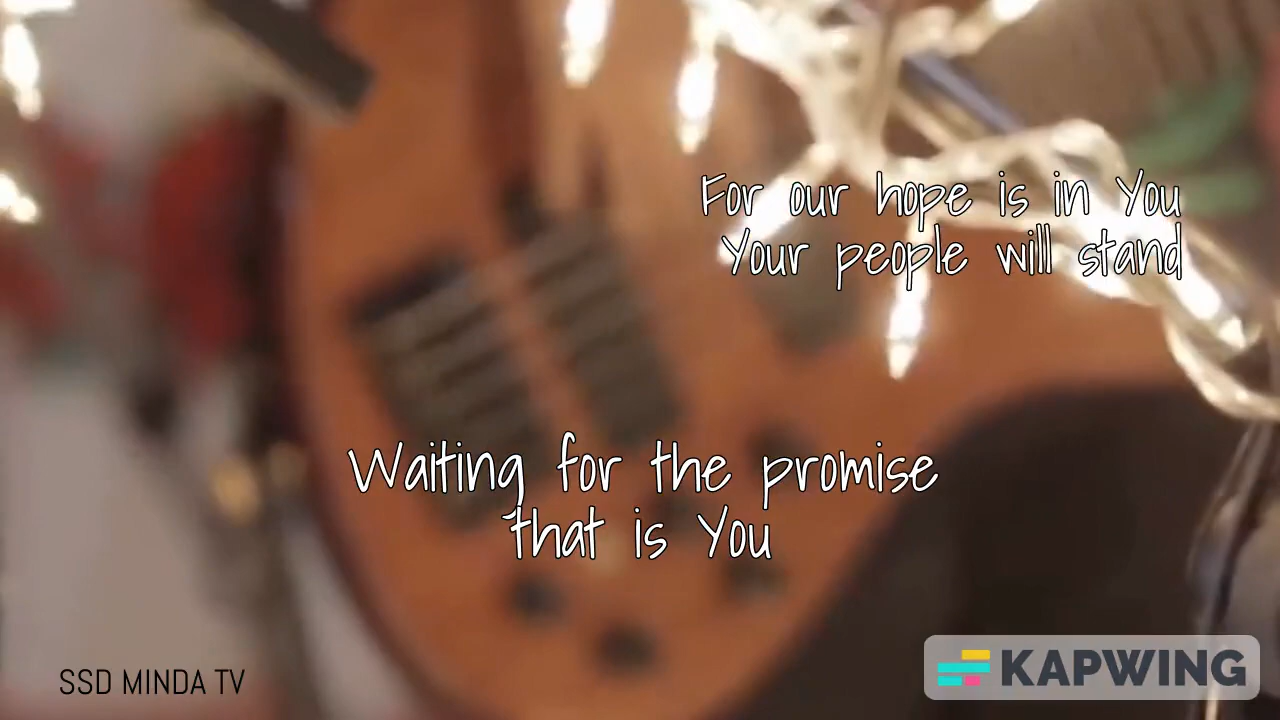 For our hope is in You
Your people will stand
Waiting for the promise
that is You
SSD MINDA TV
KAPWING